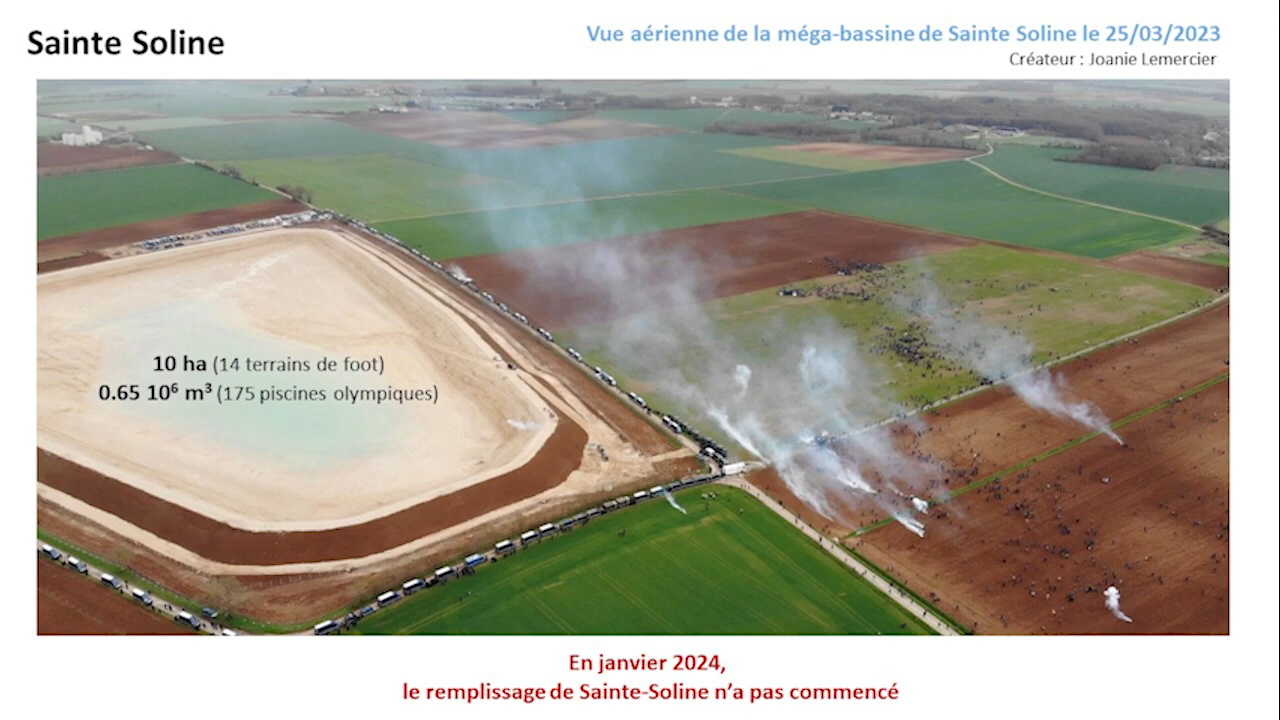 Sainte Soline
Vue aérienne de la méga-bassine de Sainte Soline le 25/03/2023
Créateur : Joanie Lemercier
10 ha (14 terrains de foot)
0.65 10⁶ m³ (175 piscines olympiques)
En janvier 2024,
le remplissage de Sainte-Soline n’a pas commencé